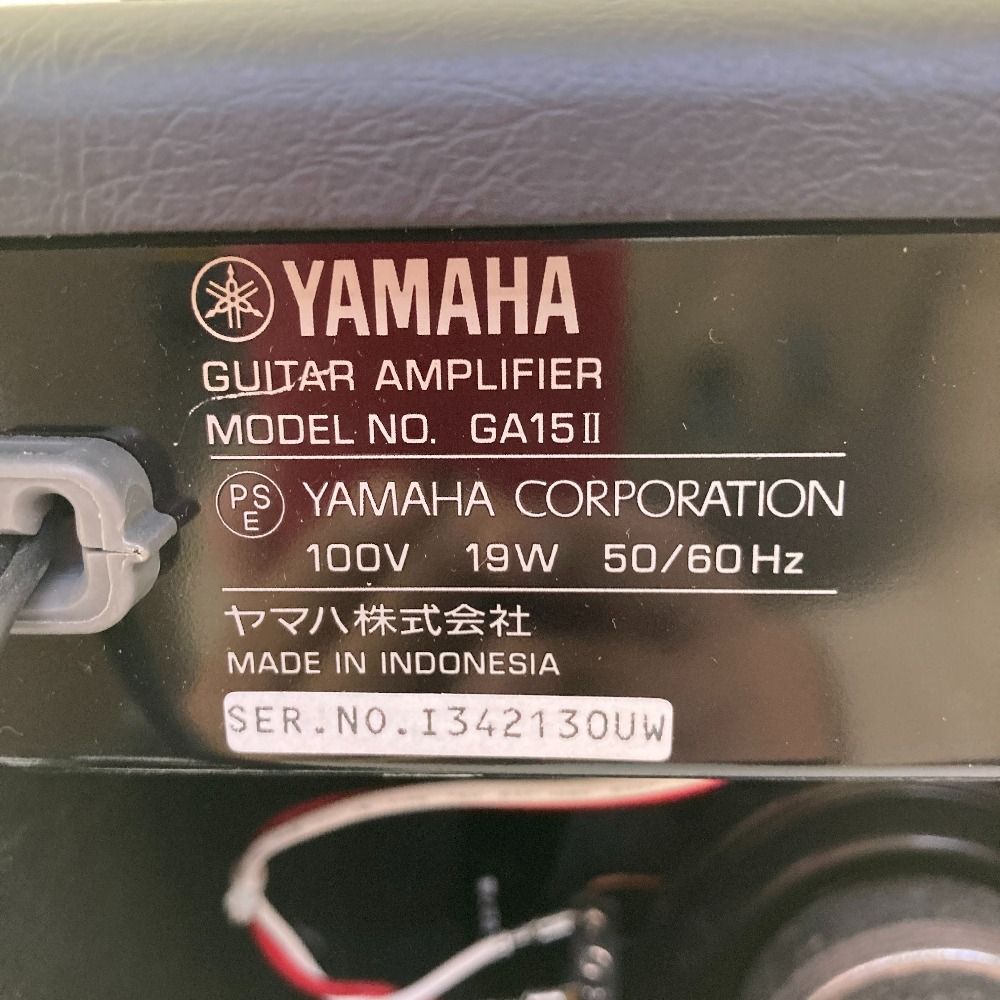 YAMAHA
GUITAR AMPLIFIER
MODEL NO. GA15II
PSE YAMAHA CORPORATION
100V 19W 50/60Hz
ヤマハ株式会社
MADE IN INDONESIA
SER.NO.I342130UW